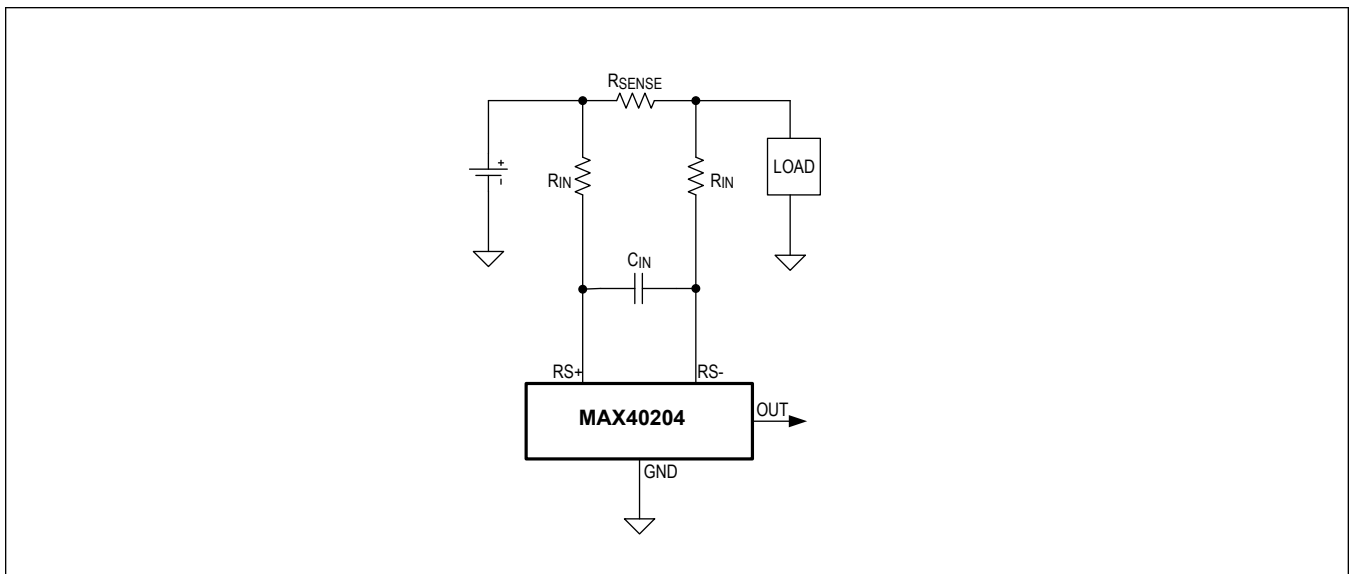 RSENSE
+
-
RIN
RIN
LOAD
CIN
RS+
RS-
MAX40204
OUT
GND